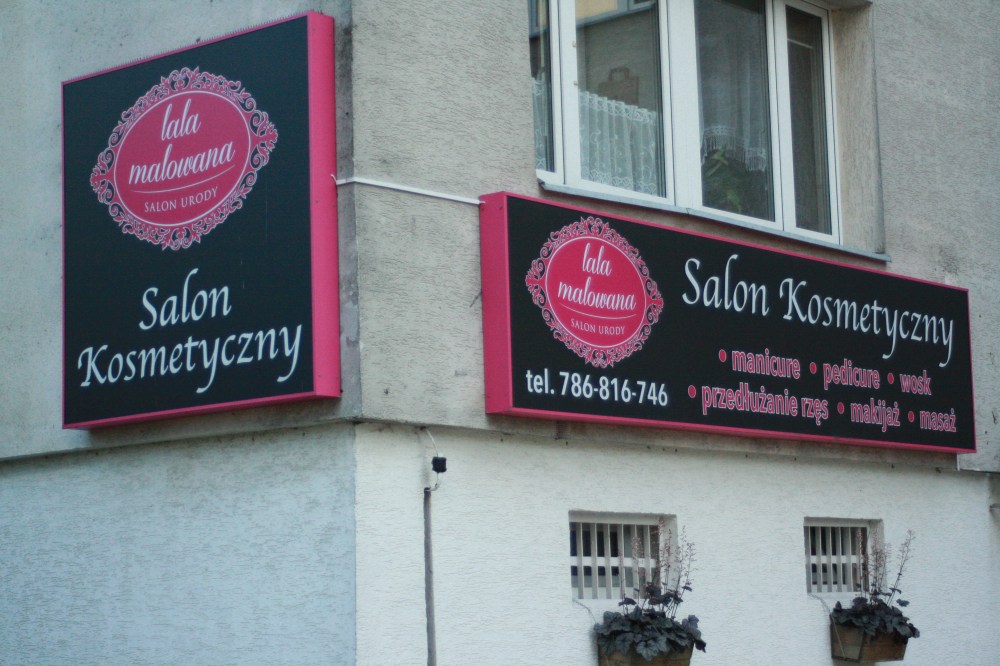 lala
malowana
SALON URODY
Salon
Kosmetyczny
lala
malowana
SALON URODY
tel. 786-816-746
Salon Kosmetyczny
• manicure • pedicure • wosk
• przedłużanie rzęs • makijaż • masaż